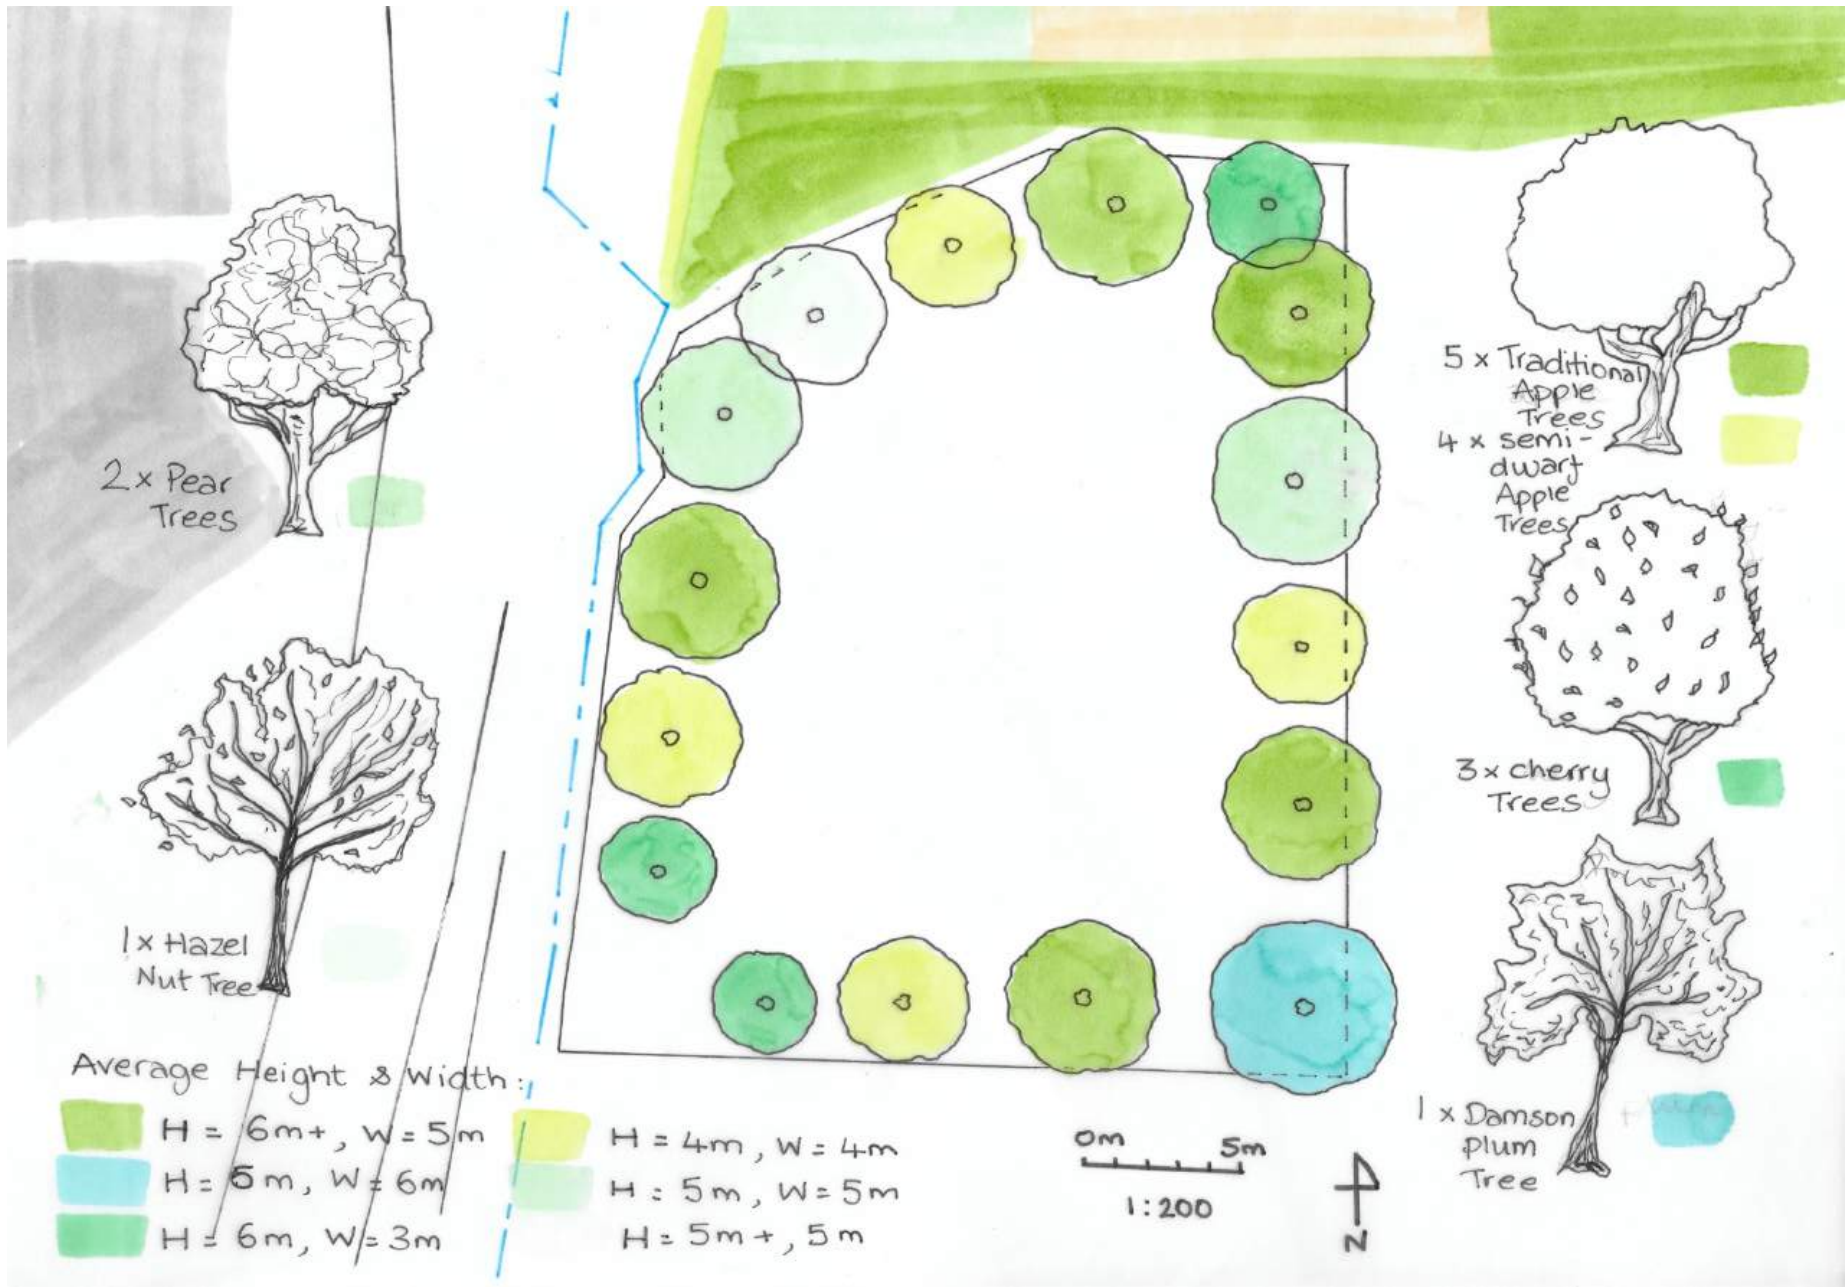 2 x Pear
Trees
1 x Hazel
Nut Tree
5 x Traditional
Apple
Trees
4 x semi-
dwarf
Apple
Trees
3 x cherry
Trees
1 x Damson
plum
Tree
Average Height & Width:
H = 6m+, W = 5m
H = 5m, W = 6m
H = 6m, W = 3m
H = 4m, W = 4m
H = 5m, W = 5m
H = 5m+, 5m
0m 5m
1:200
N